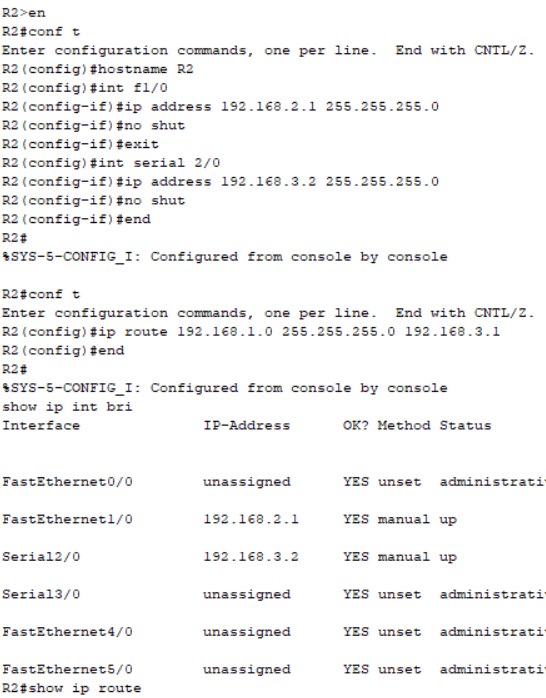 R2>en
R2#conf t
Enter configuration commands, one per line.  End with CNTL/Z.
R2(config)#hostname R2
R2(config)#int f1/0
R2(config-if)#ip address 192.168.2.1 255.255.255.0
R2(config-if)#no shut
R2(config-if)#exit
R2(config)#int serial 2/0
R2(config-if)#ip address 192.168.3.2 255.255.255.0
R2(config-if)#no shut
R2(config-if)#end
R2#
%SYS-5-CONFIG_I: Configured from console by console
R2#conf t
Enter configuration commands, one per line.  End with CNTL/Z.
R2(config)#ip route 192.168.1.0 255.255.255.0 192.168.3.1
R2(config)#end
R2#
%SYS-5-CONFIG_I: Configured from console by console
show ip int bri
Interface IP-Address OK? Method Status
FastEthernet0/0 unassigned YES unset administrati
FastEthernet1/0 192.168.2.1 YES manual up
Serial2/0 192.168.3.2 YES manual up
Serial3/0 unassigned YES unset administrati
FastEthernet4/0 unassigned YES unset administrati
FastEthernet5/0 unassigned YES unset administrati
R2#show ip route